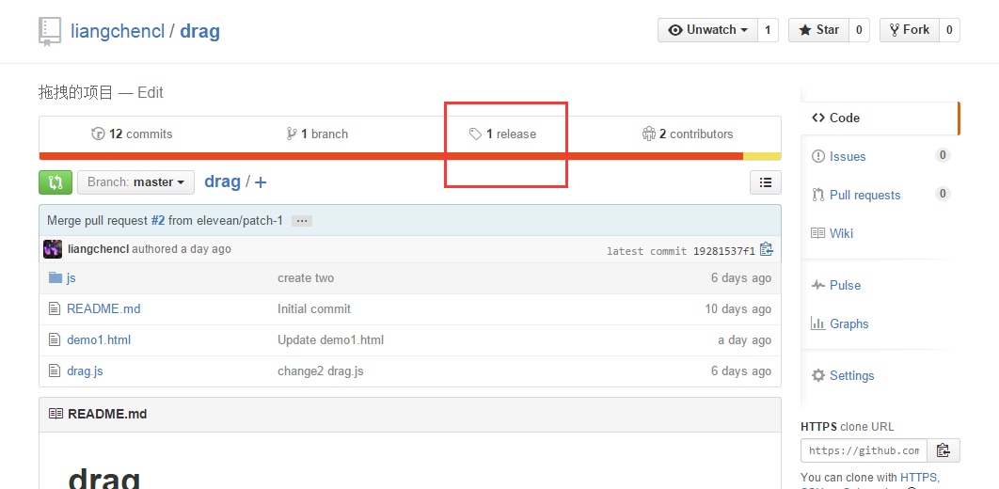 liangchencl / drag
Unwatch 1 Star 0 Fork 0
拖拽的项目 — Edit
12 commits 1 branch 1 release 2 contributors
Branch: master drag / +
Merge pull request #2 from elevean/patch-1 ...
liangchencl authored a day ago latest commit 19281537f1
js create two 6 days ago
README.md Initial commit 10 days ago
demo1.html Update demo1.html a day ago
drag.js change2 drag.js 6 days ago
README.md
drag
Code
Issues 0
Pull requests 0
Wiki
Pulse
Graphs
Settings
HTTPS clone URL
https://github.com
You can clone with HTTPS,